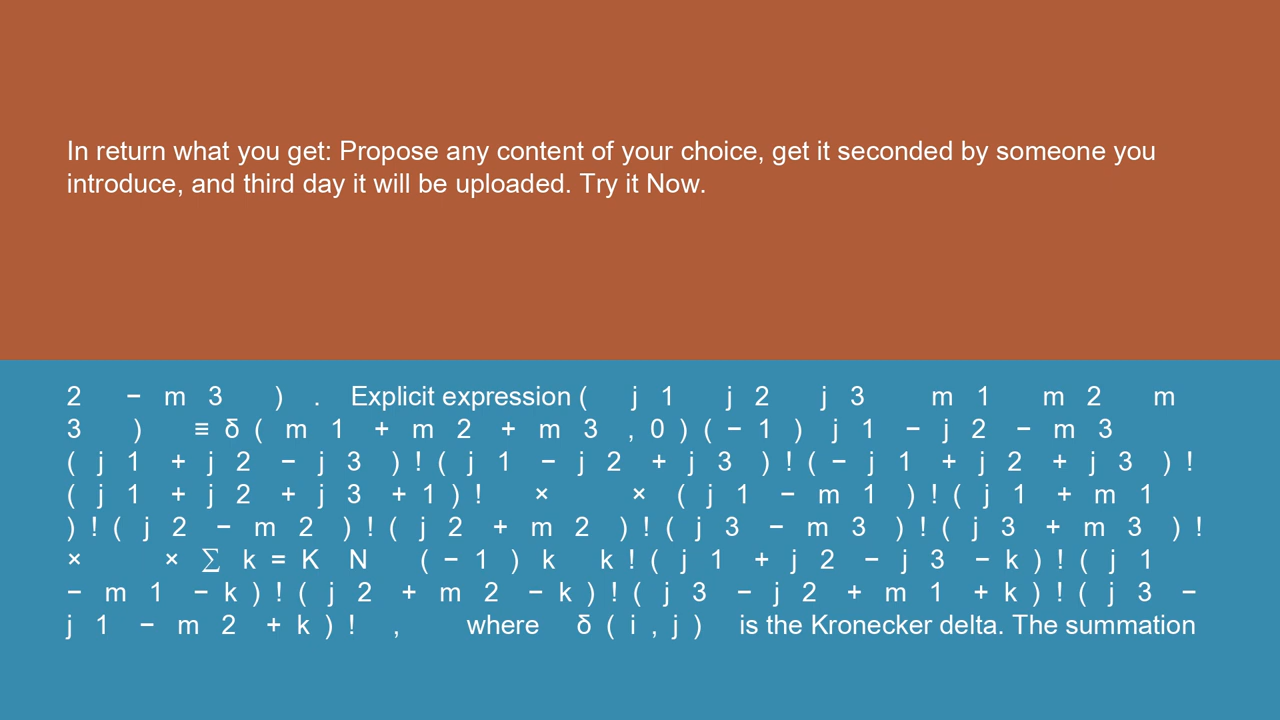 In return what you get: Propose any content of your choice, get it seconded by someone you
introduce, and third day it will be uploaded. Try it Now.
2 − m 3 ) . Explicit expression ( j 1 j 2 j 3 m 1 m 2 m
3 ) ≡ δ ( m 1 + m 2 + m 3 , 0 ) ( − 1 ) j 1 − j 2 − m 3
( j 1 + j 2 − j 3 ) ! ( j 1 − j 2 + j 3 ) ! ( − j 1 + j 2 + j 3 ) !
( j 1 + j 2 + j 3 + 1 ) ! × × ( j 1 − m 1 ) ! ( j 1 + m 1
) ! ( j 2 − m 2 ) ! ( j 2 + m 2 ) ! ( j 3 − m 3 ) ! ( j 3 + m 3 ) !
× × ∑ k = K N ( − 1 ) k k ! ( j 1 + j 2 − j 3 − k ) ! ( j 1
− m 1 − k ) ! ( j 2 + m 2 − k ) ! ( j 3 − j 2 + m 1 + k ) ! ( j 3 −
j 1 − m 2 + k ) ! , where δ ( i , j ) is the Kronecker delta. The summation